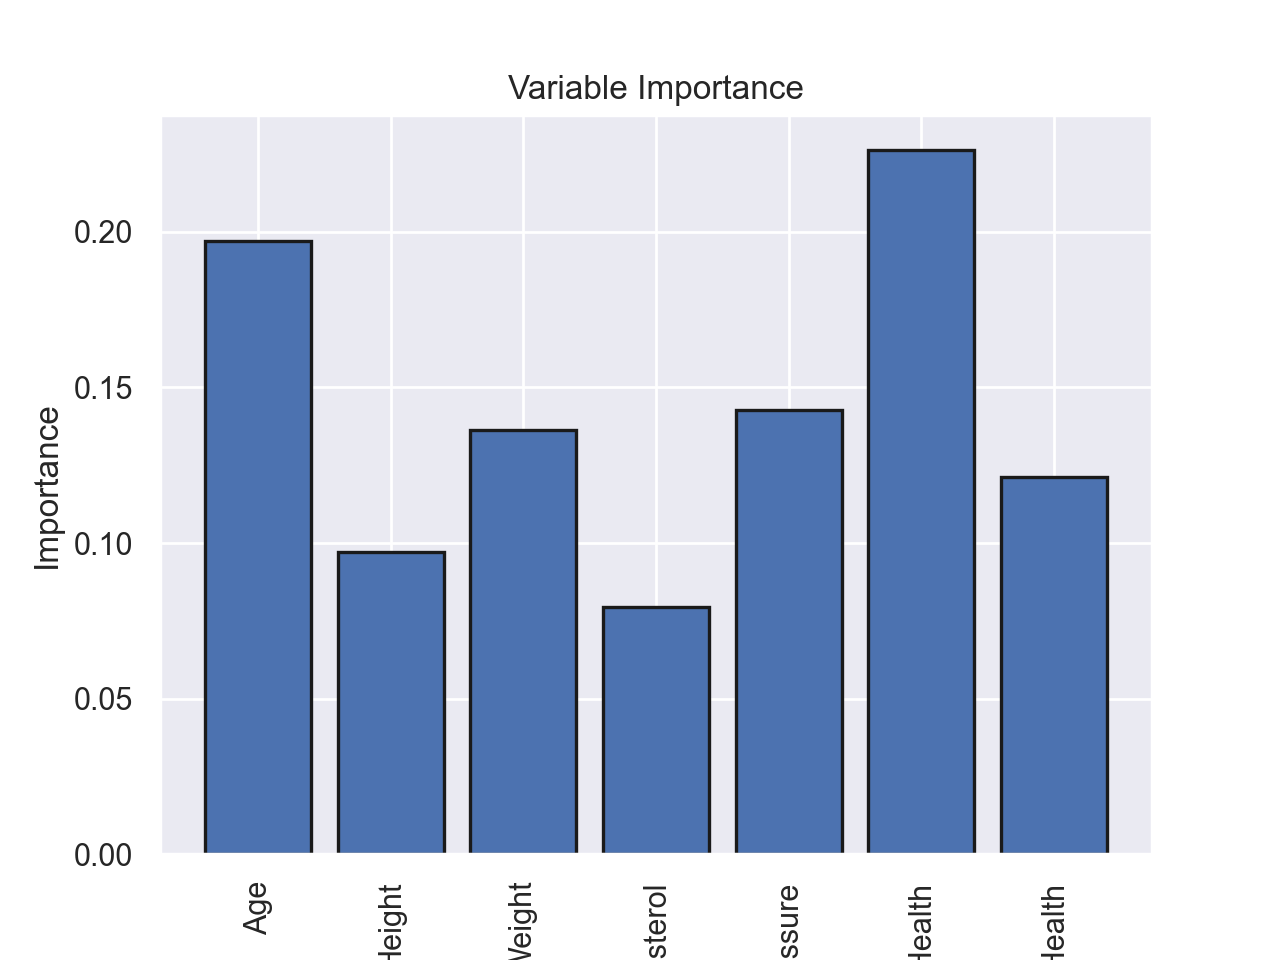 Variable Importance
Importance
0.20
0.15
0.10
0.05
0.00
Age
Height
Weight
sterol
ssure
Health
Health